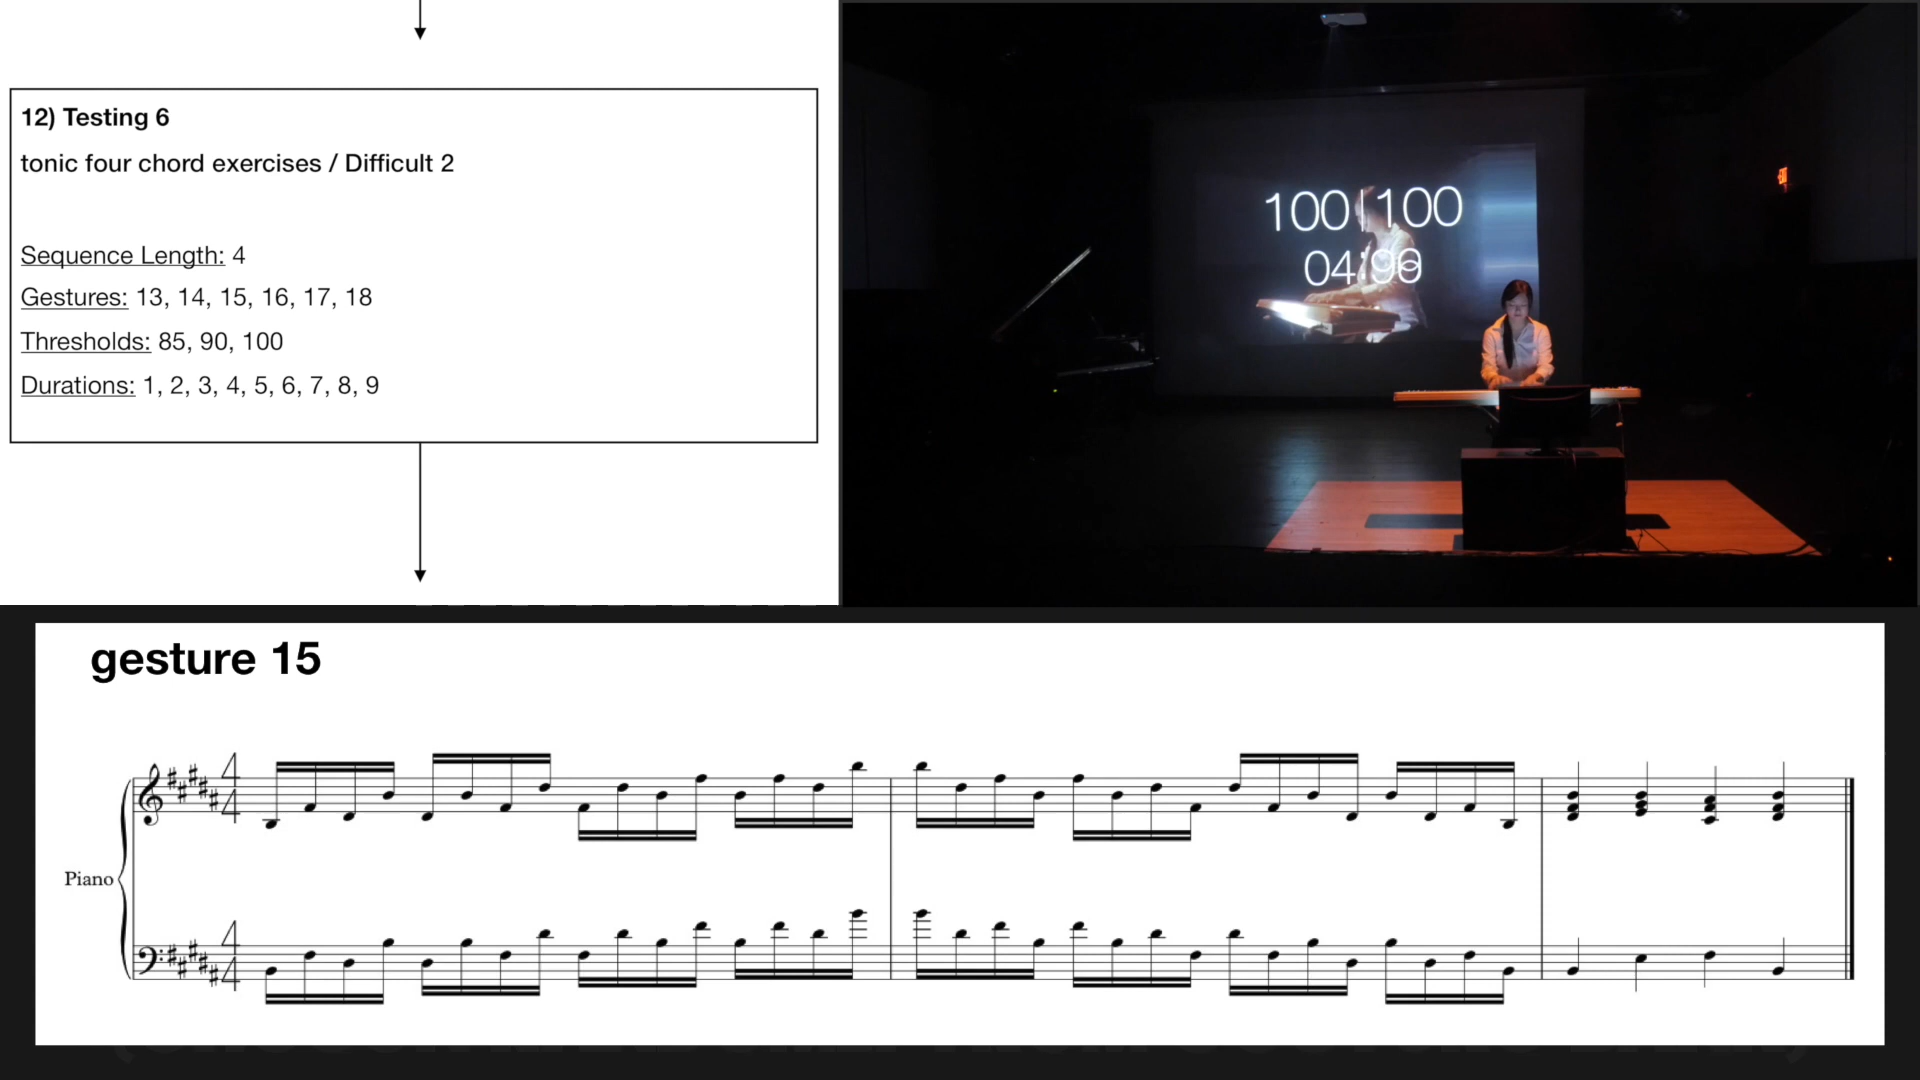 12) Testing 6
tonic four chord exercises / Difficult 2
Sequence Length: 4
Gestures: 13, 14, 15, 16, 17, 18
Thresholds: 85, 90, 100
Durations: 1, 2, 3, 4, 5, 6, 7, 8, 9
100|100
04:90
gesture 15
Piano